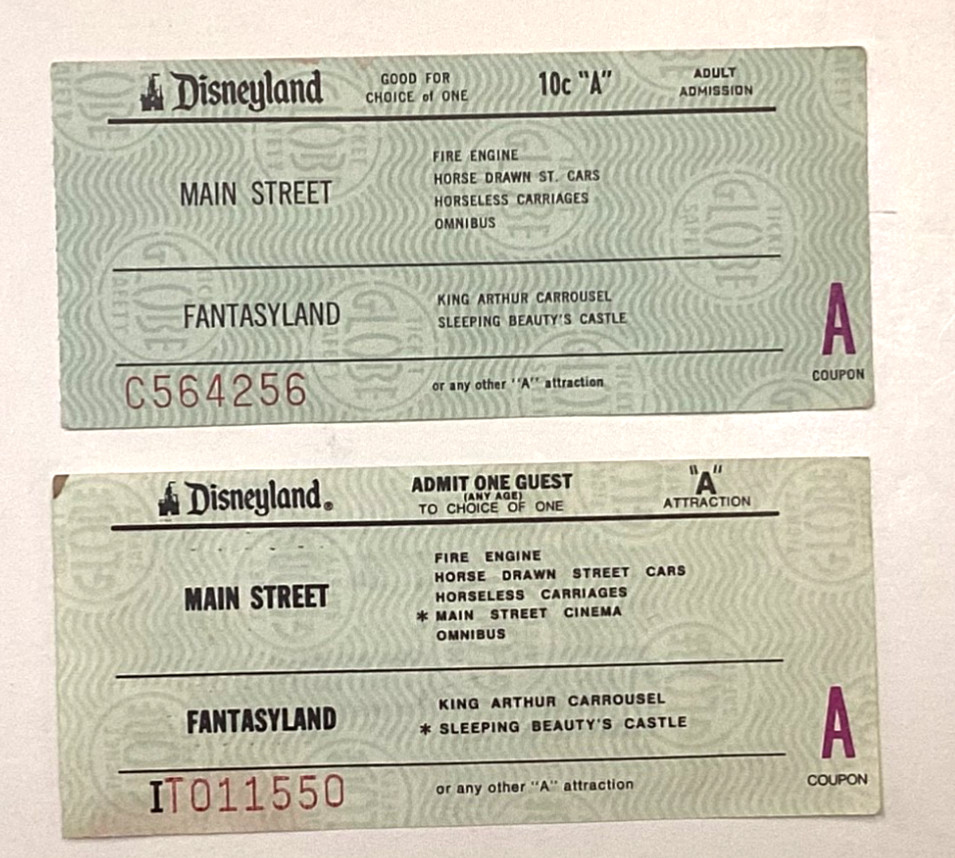 Disneyland GOOD FOR CHOICE of ONE 10c "A" ADULT ADMISSION
MAIN STREET
FIRE ENGINE
HORSE DRAWN ST. CARS
HORSELESS CARRIAGES
OMNIBUS
FANTASYLAND
KING ARTHUR CARROUSEL
SLEEPING BEAUTY'S CASTLE
A
COUPON
C564256
or any other "A" attraction
Disneyland®
ADMIT ONE GUEST
(ANY AGE)
TO CHOICE OF ONE
"A"
ATTRACTION
MAIN STREET
FIRE ENGINE
HORSE DRAWN STREET CARS
HORSELESS CARRIAGES
* MAIN STREET CINEMA
OMNIBUS
FANTASYLAND
KING ARTHUR CARROUSEL
* SLEEPING BEAUTY'S CASTLE
A
COUPON
IT011550
or any other "A" attraction
GLOBE
TICKET
SAFETY